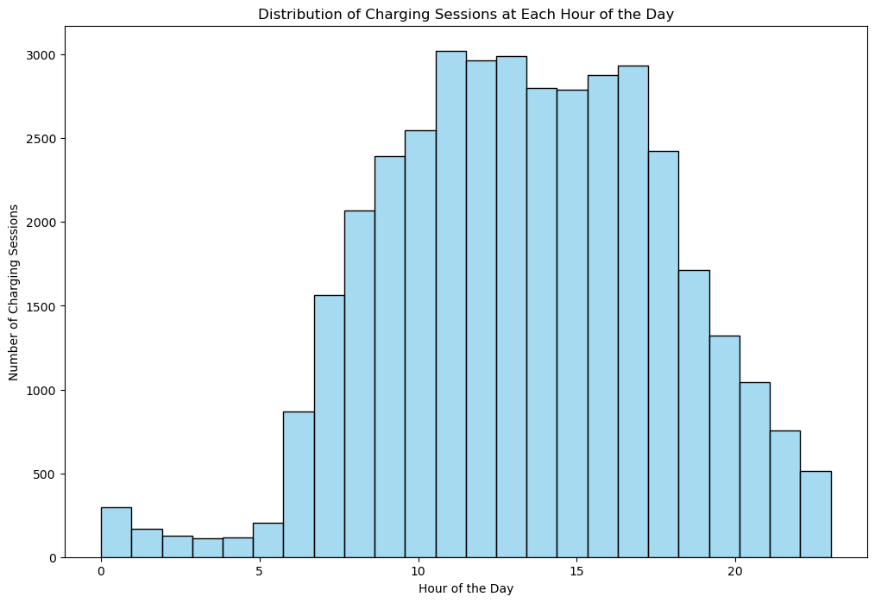 Distribution of Charging Sessions at Each Hour of the Day
3000
2500
2000
1500
1000
500
0
Number of Charging Sessions
0 5 10 15 20
Hour of the Day